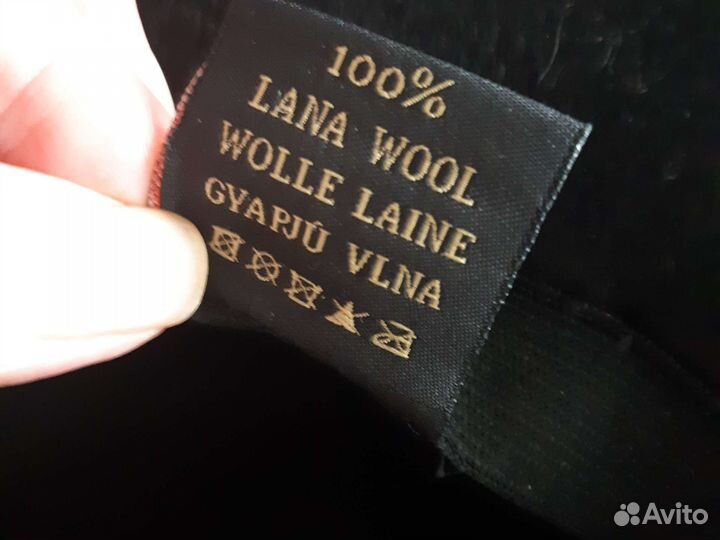 100%
LANA WOOL
WOLLE LAINE
GYAPJÚ VLNA
Avito